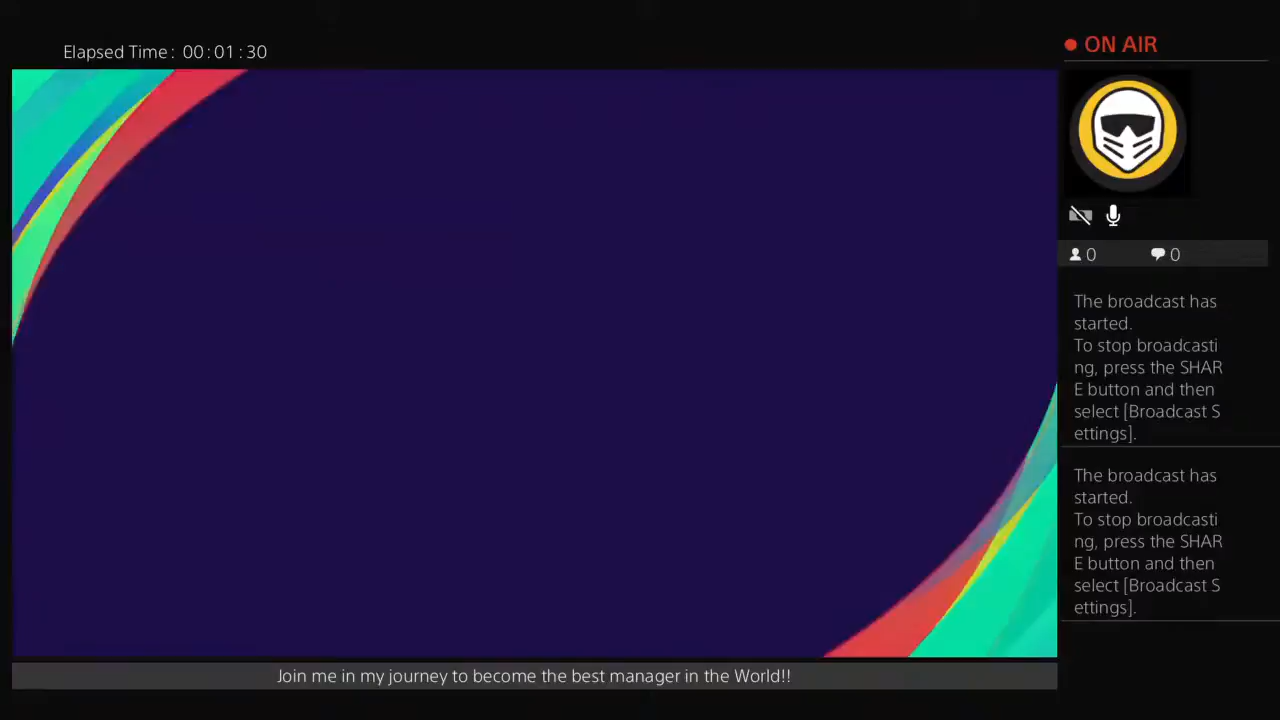 Elapsed Time: 00:01:30
ON AIR
0
0
The broadcast has
started.
To stop broadcasti
ng, press the SHAR
E button and then
select [Broadcast S
ettings].
The broadcast has
started.
To stop broadcasti
ng, press the SHAR
E button and then
select [Broadcast S
ettings].
Join me in my journey to become the best manager in the World!!